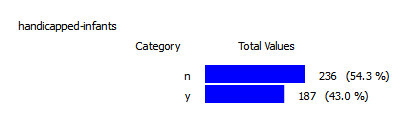 handicapped-infants
Category Total Values
n 236 (54.3 %)
y 187 (43.0 %)